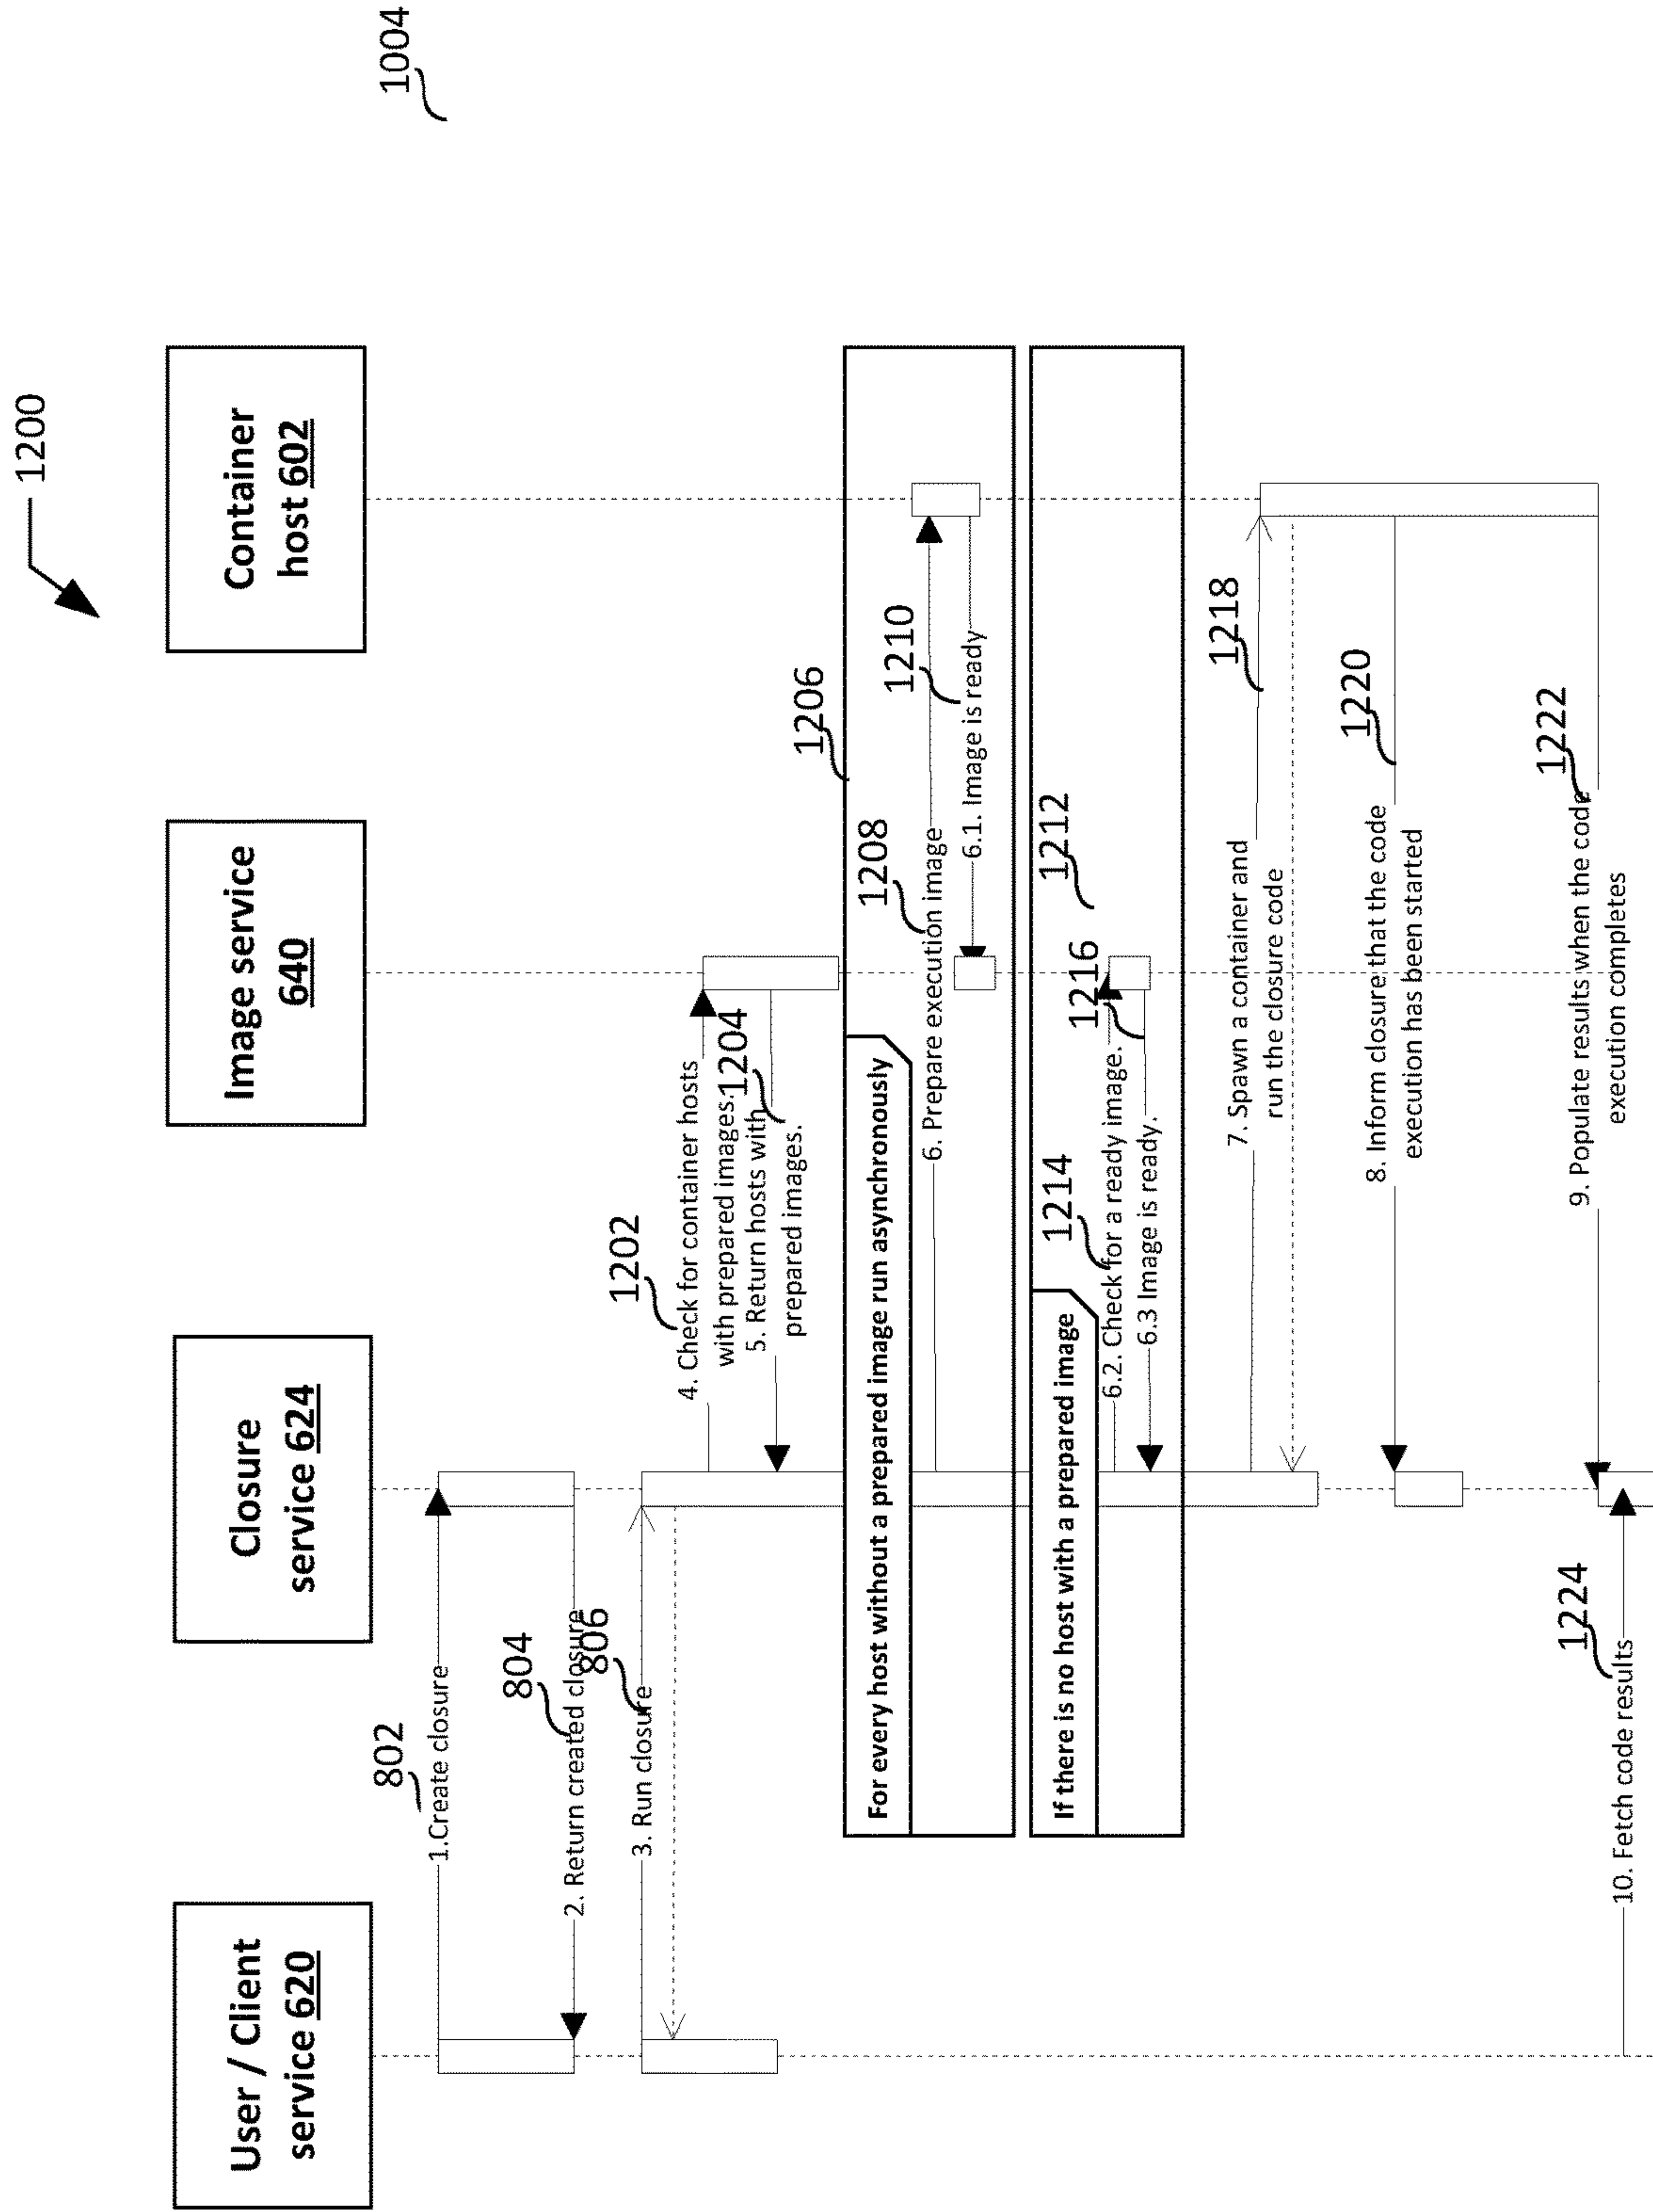 1200
1004
User / Client
service 620
Closure
service 624
Image service
640
Container
host 602
802
1.Create closure
804
2. Return created closure
806
3. Run closure
1202
4. Check for container hosts
with prepared images.
1204
5. Return hosts with
prepared images.
1206
For every host without a prepared image run asynchronously
1208
6. Prepare execution image
1210
6.1. Image is ready
1212
If there is no host with a prepared image
1214
6.2. Check for a ready image.
1216
6.3 Image is ready.
1218
7. Spawn a container and
run the closure code
1220
8. Inform closure that the code
execution has been started
1222
9. Populate results when the code
execution completes
1224
10. Fetch code results